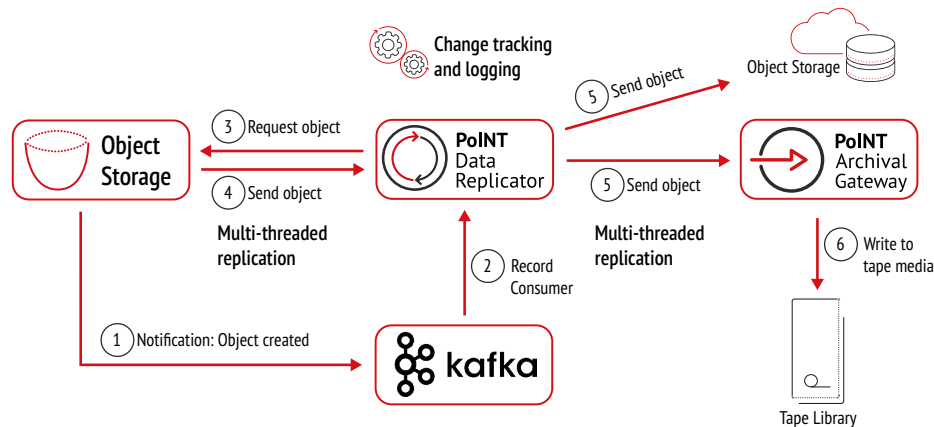 Change tracking
and logging
Object Storage
5 Send object
Object
Storage
3 Request object
4 Send object
Multi-threaded
replication
PoINT
Data
Replicator
5 Send object
Multi-threaded
replication
PoINT
Archival
Gateway
2 Record
Consumer
6 Write to
tape media
1 Notification: Object created
kafka
Tape Library